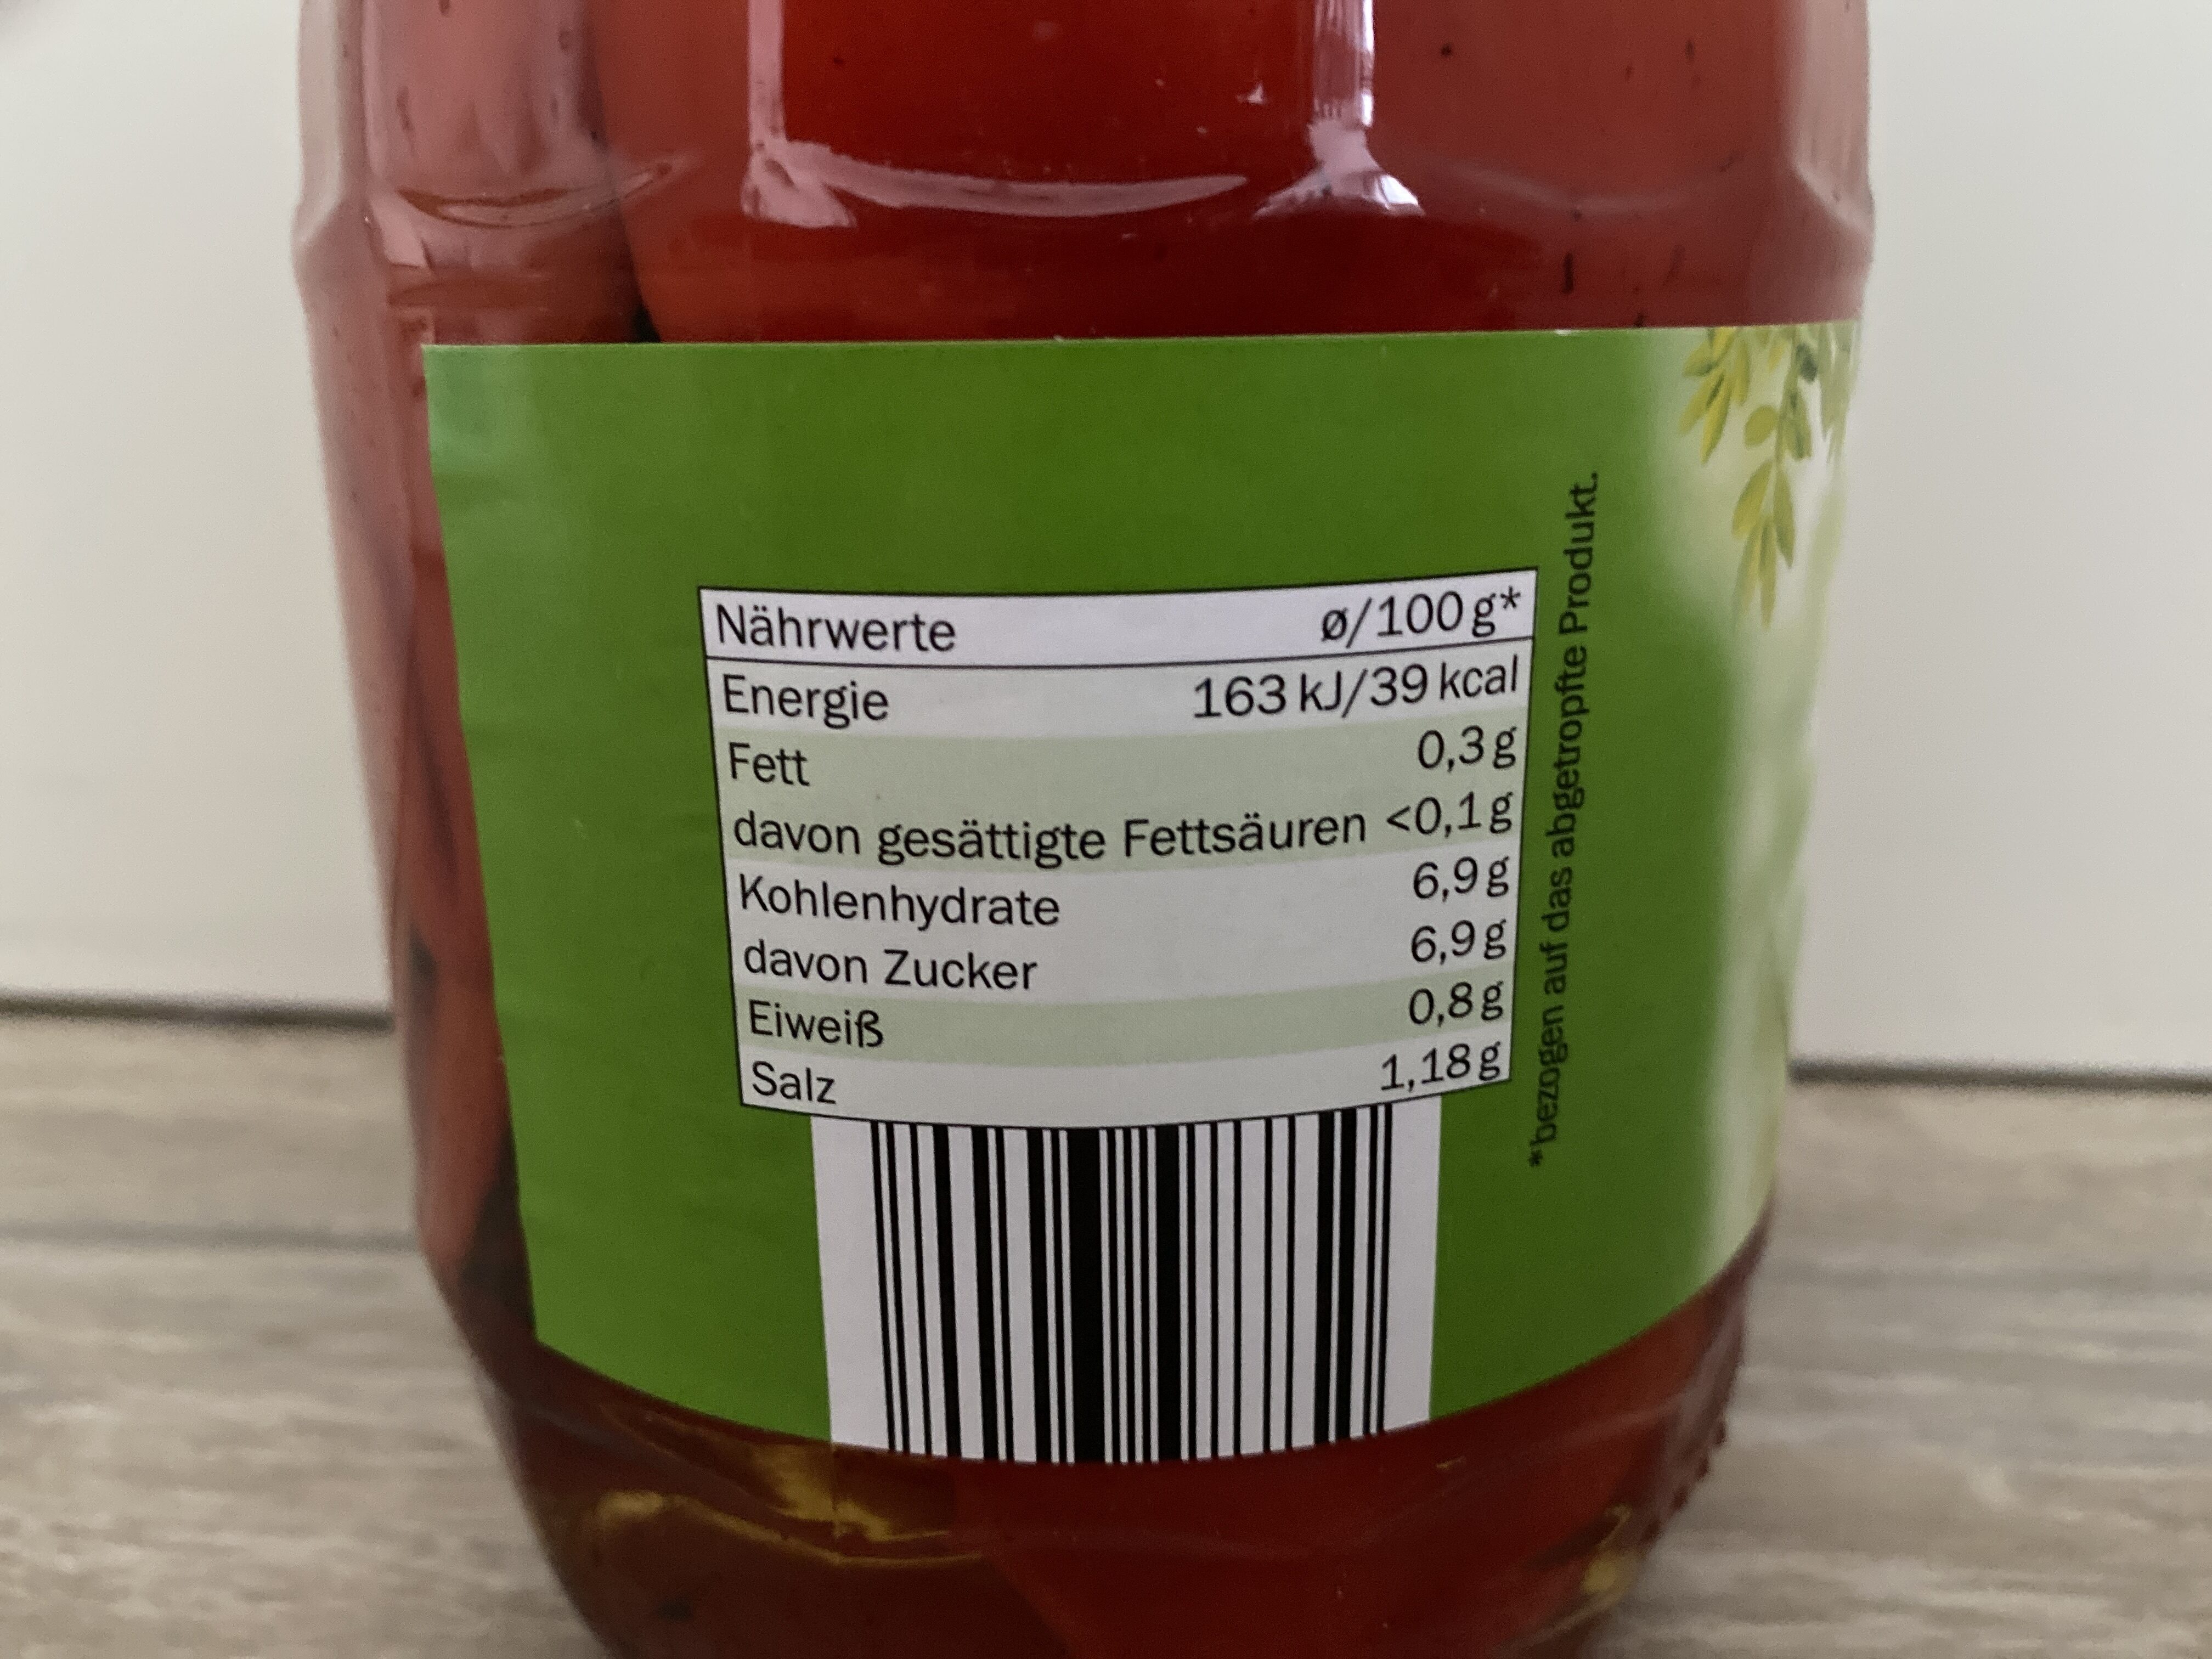 Nährwerte ø/100 g*
Energie 163 kJ/39 kcal
Fett 0,3 g
davon gesättigte Fettsäuren <0,1 g
Kohlenhydrate 6,9 g
davon Zucker 6,9 g
Eiweiß 0,8 g
Salz 1,18 g
*bezogen auf das abgetropfte Produkt.